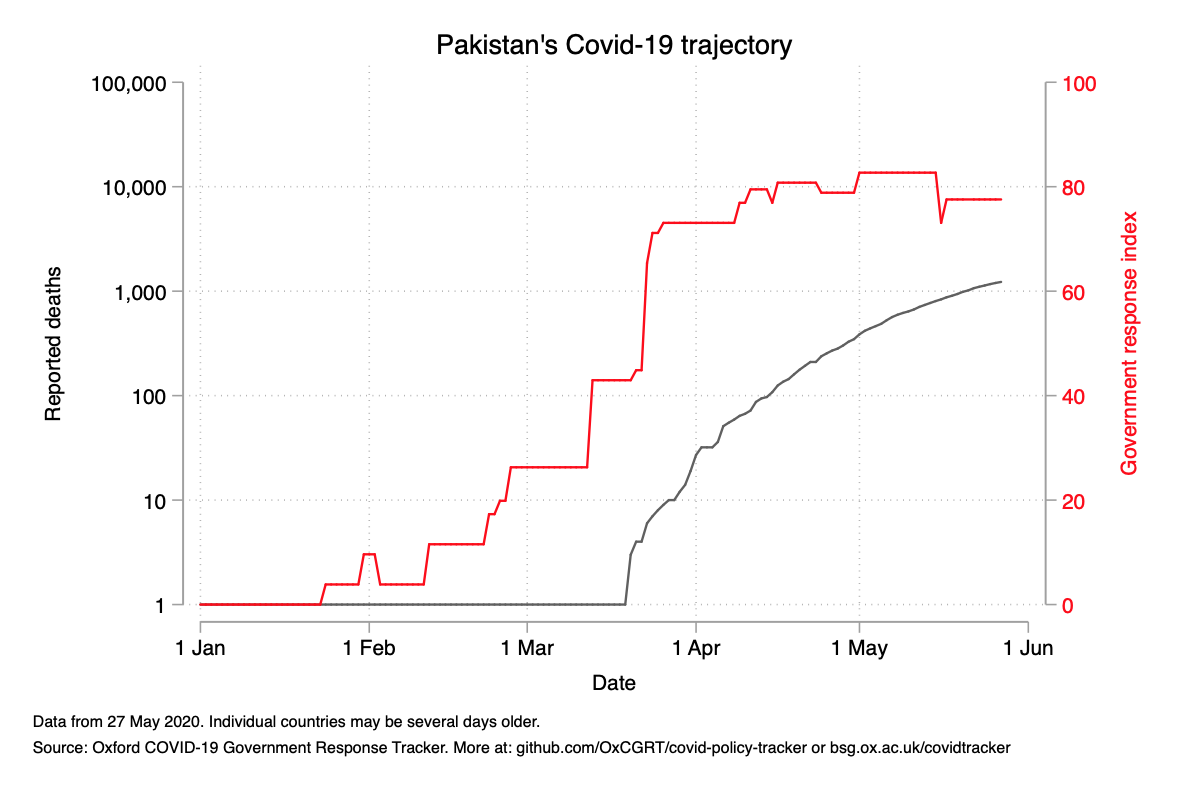 Pakistan's Covid-19 trajectory
100,000
10,000
1,000
100
10
1
Reported deaths
100
80
60
40
20
0
Government response index
1 Jan
1 Feb
1 Mar
1 Apr
1 May
1 Jun
Date
Data from 27 May 2020. Individual countries may be several days older.
Source: Oxford COVID-19 Government Response Tracker. More at: github.com/OxCGRT/covid-policy-tracker or bsg.ox.ac.uk/covidtracker